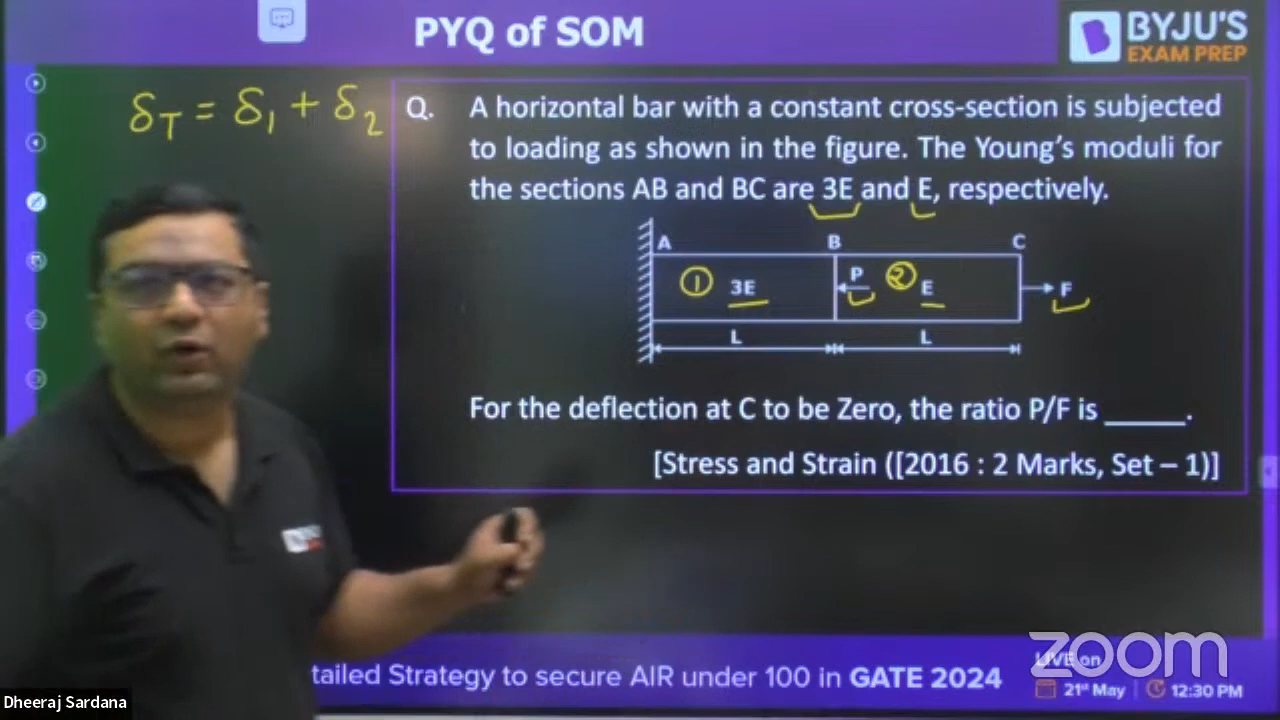 PYQ of SOM
BYJU'S
EXAM PREP
δT = δ1 + δ2
Q. A horizontal bar with a constant cross-section is subjected
to loading as shown in the figure. The Young's moduli for
the sections AB and BC are 3E and E, respectively.
A B C
① 3E P ② E F
L L
For the deflection at C to be Zero, the ratio P/F is ______.
[Stress and Strain ([2016 : 2 Marks, Set – 1)]
zoom
tailed Strategy to secure AIR under 100 in GATE 2024
LIVE on
21st May | 12:30 PM
Dheeraj Sardana